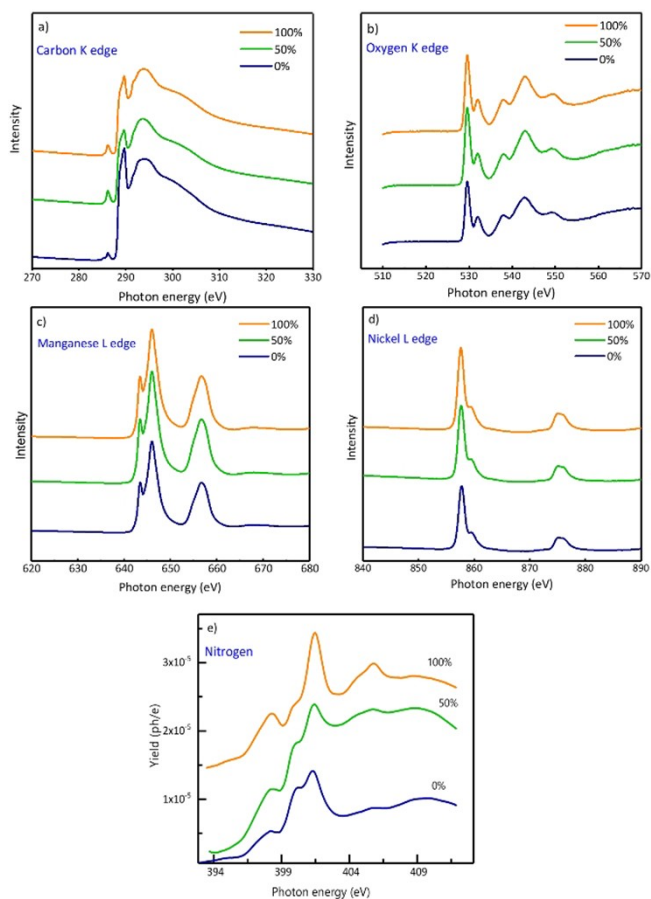 a)
Carbon K edge
100%
50%
0%
Intensity
270 280 290 300 310 320 330
Photon energy (eV)
b)
Oxygen K edge
100%
50%
0%
Intensity
510 520 530 540 550 560 570
Photon energy (eV)
c)
Manganese L edge
100%
50%
0%
Intensity
620 630 640 650 660 670 680
Photon energy (eV)
d)
Nickel L edge
100%
50%
0%
Intensity
840 850 860 870 880 890
Photon energy (eV)
e)
Nitrogen
100%
50%
0%
3x10⁻⁵
2x10⁻⁵
1x10⁻⁵
Yield (ph/e)
394 399 404 409
Photon energy (eV)